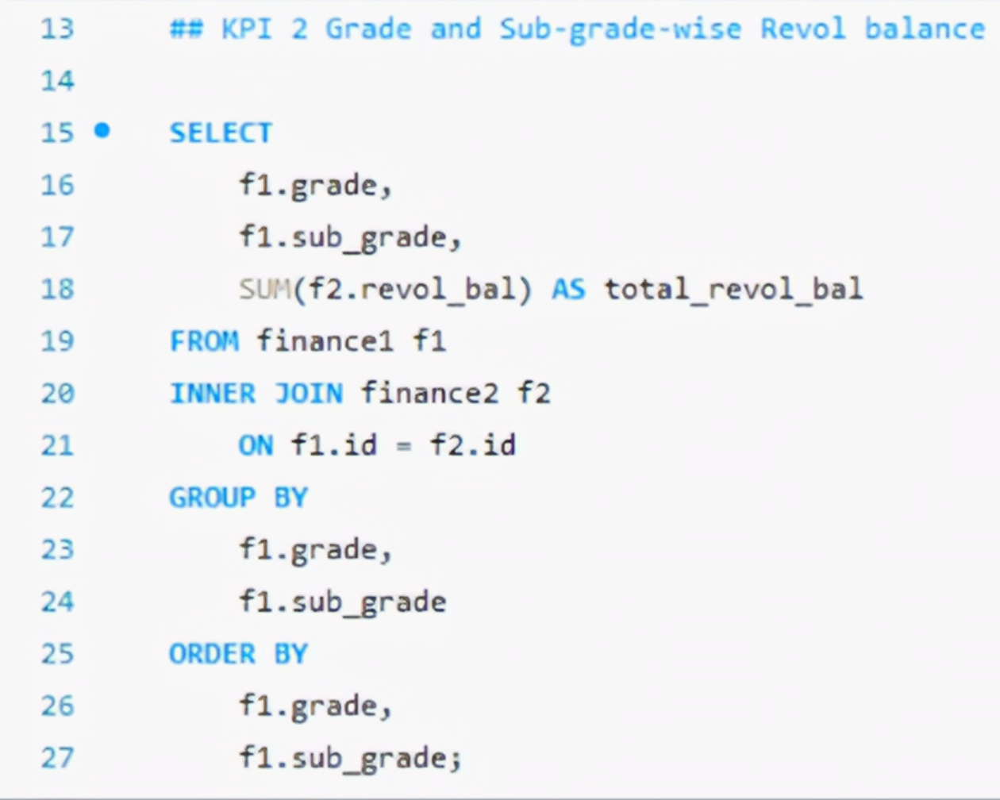 13 ## KPI 2 Grade and Sub-grade-wise Revol balance
14
15 SELECT
16 f1.grade,
17 f1.sub_grade,
18 SUM(f2.revol_bal) AS total_revol_bal
19 FROM finance1 f1
20 INNER JOIN finance2 f2
21 ON f1.id = f2.id
22 GROUP BY
23 f1.grade,
24 f1.sub_grade
25 ORDER BY
26 f1.grade,
27 f1.sub_grade;